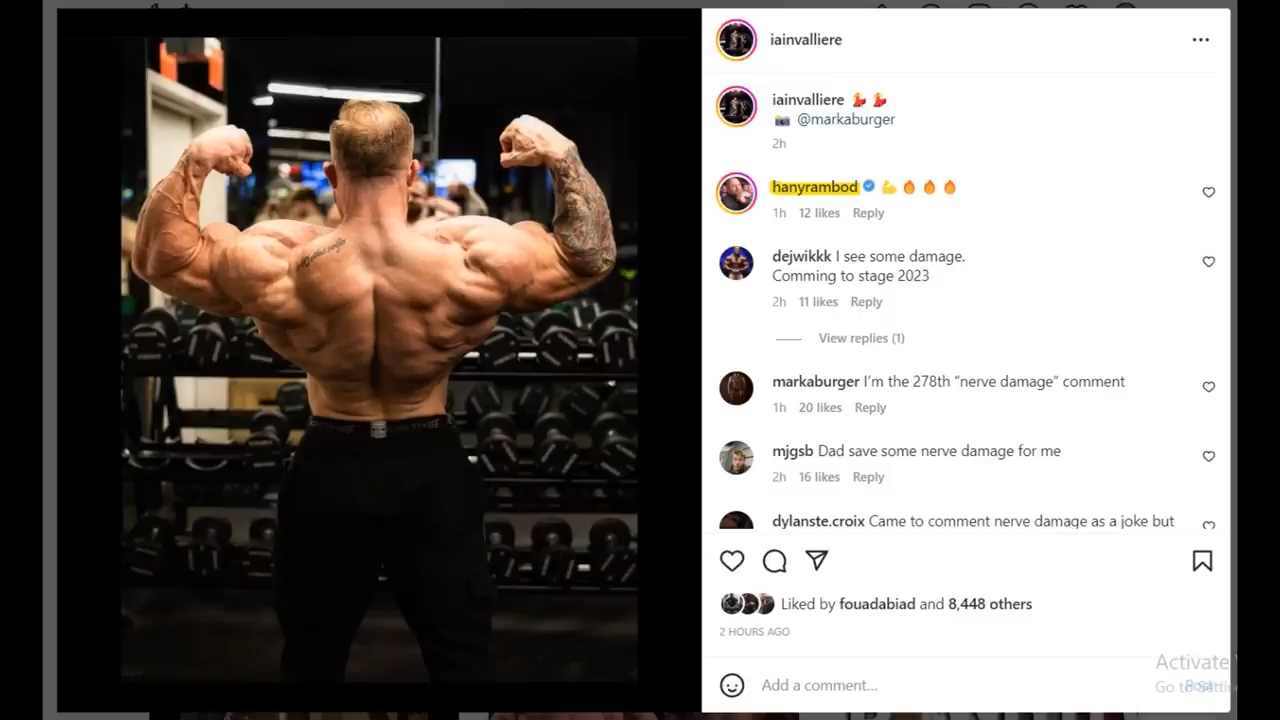 iainvalliere
iainvalliere 💃 💃
📷 @markaburger
2h
hanyrambod 💪 🔥 🔥 🔥
1h 12 likes Reply
dejwikkk I see some damage.
Comming to stage 2023
2h 11 likes Reply
View replies (1)
markaburger I’m the 278th “nerve damage” comment
1h 20 likes Reply
mjgsb Dad save some nerve damage for me
2h 16 likes Reply
dylanste.croix Came to comment nerve damage as a joke but
Liked by fouadabiad and 8,448 others
2 HOURS AGO
Activate
Add a comment...
Go to
Post